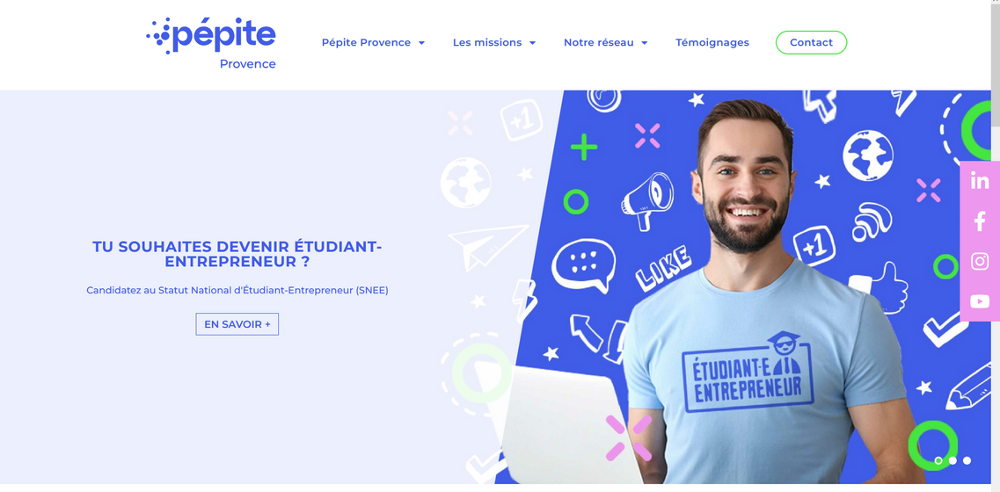 pépite
Provence
Pépite Provence
Les missions
Notre réseau
Témoignages
Contact
TU SOUHAITES DEVENIR ÉTUDIANT-
ENTREPRENEUR ?
Candidatez au Statut National d'Étudiant-Entrepreneur (SNEE)
EN SAVOIR +
+1
LIKE
+1
ÉTUDIANT-E
ENTREPRENEUR